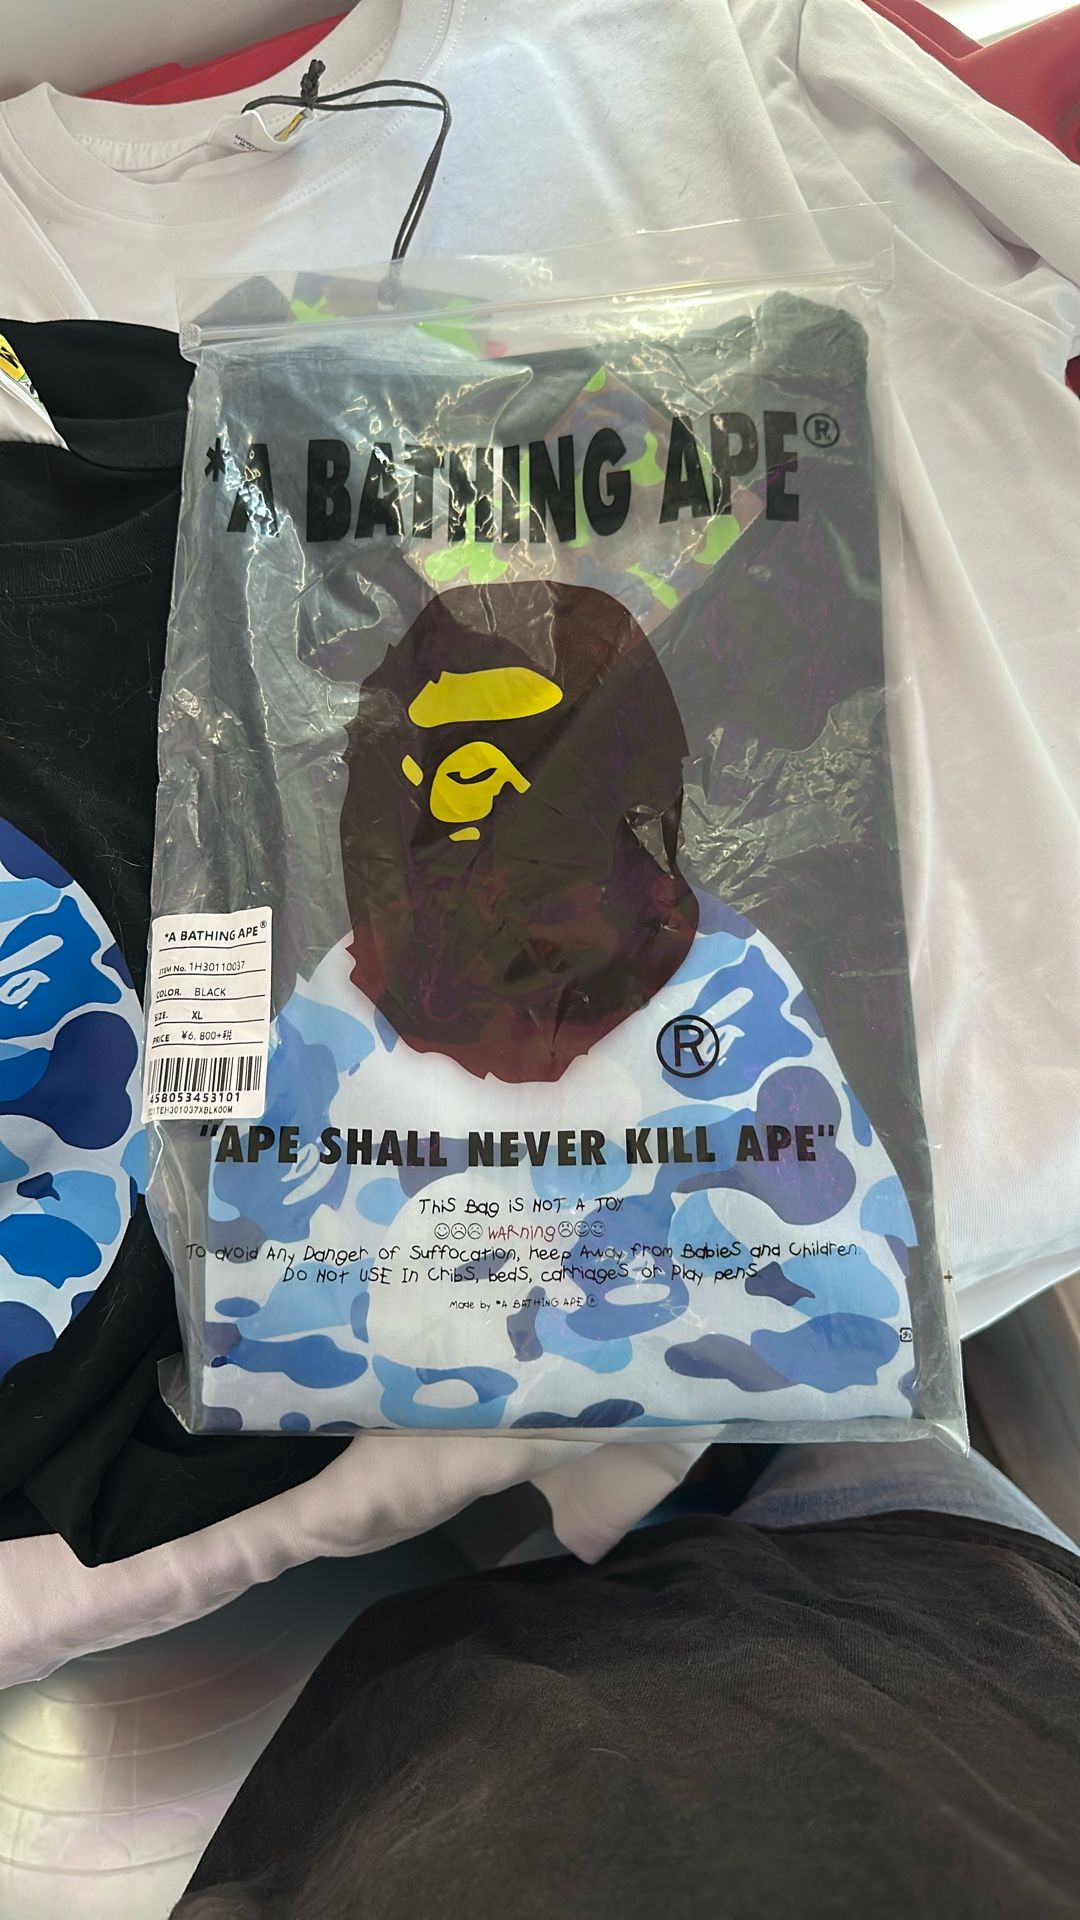 *A BATHING APE®
*A BATHING APE®
ITEM No. 1H30110037
COLOR. BLACK
SIZE. XL
PRICE ¥6,800+税
458053453101
"APE SHALL NEVER KILL APE"
THiS Bag iS NOT A TOY
WARNING
To avoid Any Danger of Suffocation, Keep Away from Babies and Children.
Do Not USE In Cribs, beds, carriages or Play pens.
Made by *A BATHING APE®
®